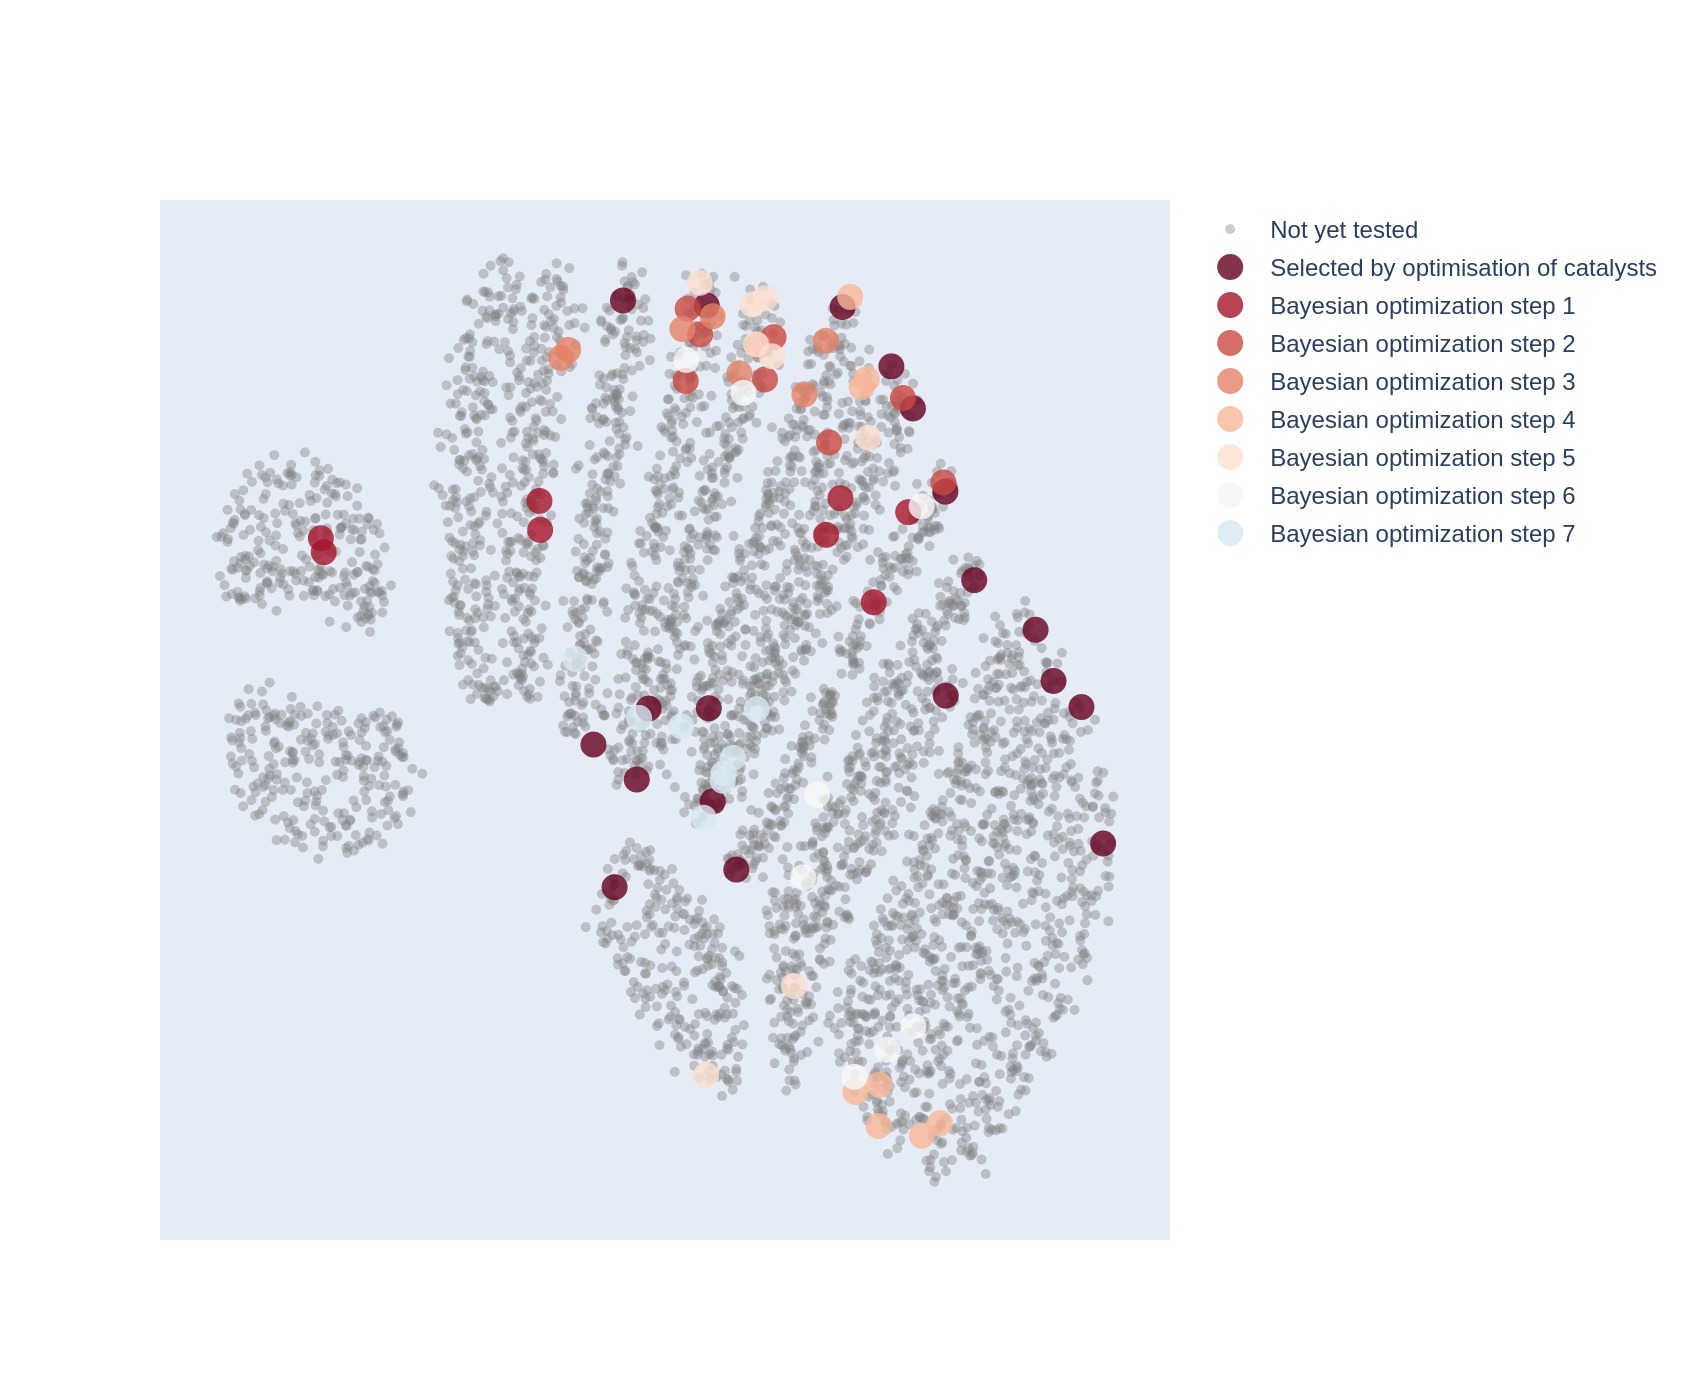 Not yet tested
Selected by optimisation of catalysts
Bayesian optimization step 1
Bayesian optimization step 2
Bayesian optimization step 3
Bayesian optimization step 4
Bayesian optimization step 5
Bayesian optimization step 6
Bayesian optimization step 7